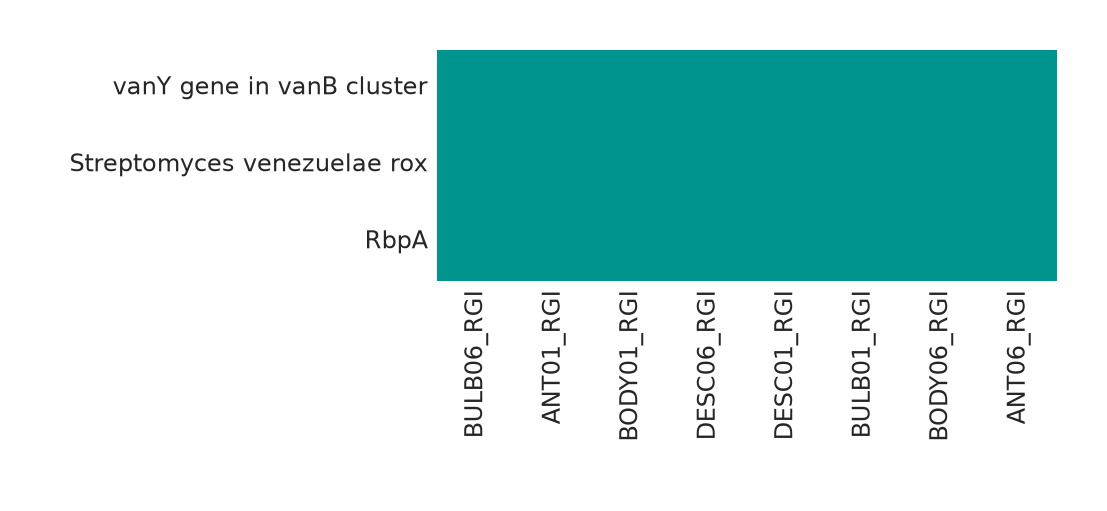 vanY gene in vanB cluster
Streptomyces venezuelae rox
RbpA
BULB06_RGI
ANT01_RGI
BODY01_RGI
DESC06_RGI
DESC01_RGI
BULB01_RGI
BODY06_RGI
ANT06_RGI